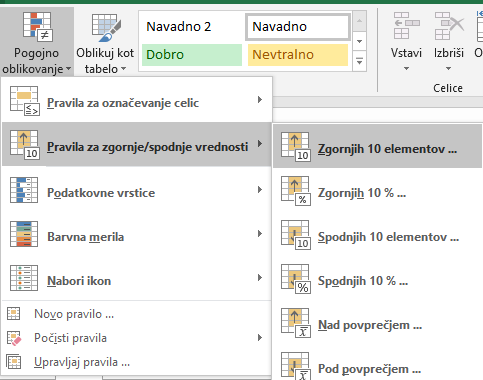 Pogojno
oblikovanje
Oblikuj kot
tabelo
Navadno 2
Navadno
Dobro
Nevtralno
Vstavi
Izbriši
O
Celice
Pravila za označevanje celic
Pravila za zgornje/spodnje vrednosti
Podatkovne vrstice
Barvna merila
Nabori ikon
Novo pravilo ...
Počisti pravila
Upravljaj pravila ...
Zgornjih 10 elementov ...
Zgornjih 10 % ...
Spodnjih 10 elementov ...
Spodnjih 10 % ...
Nad povprečjem ...
Pod povprečjem ...